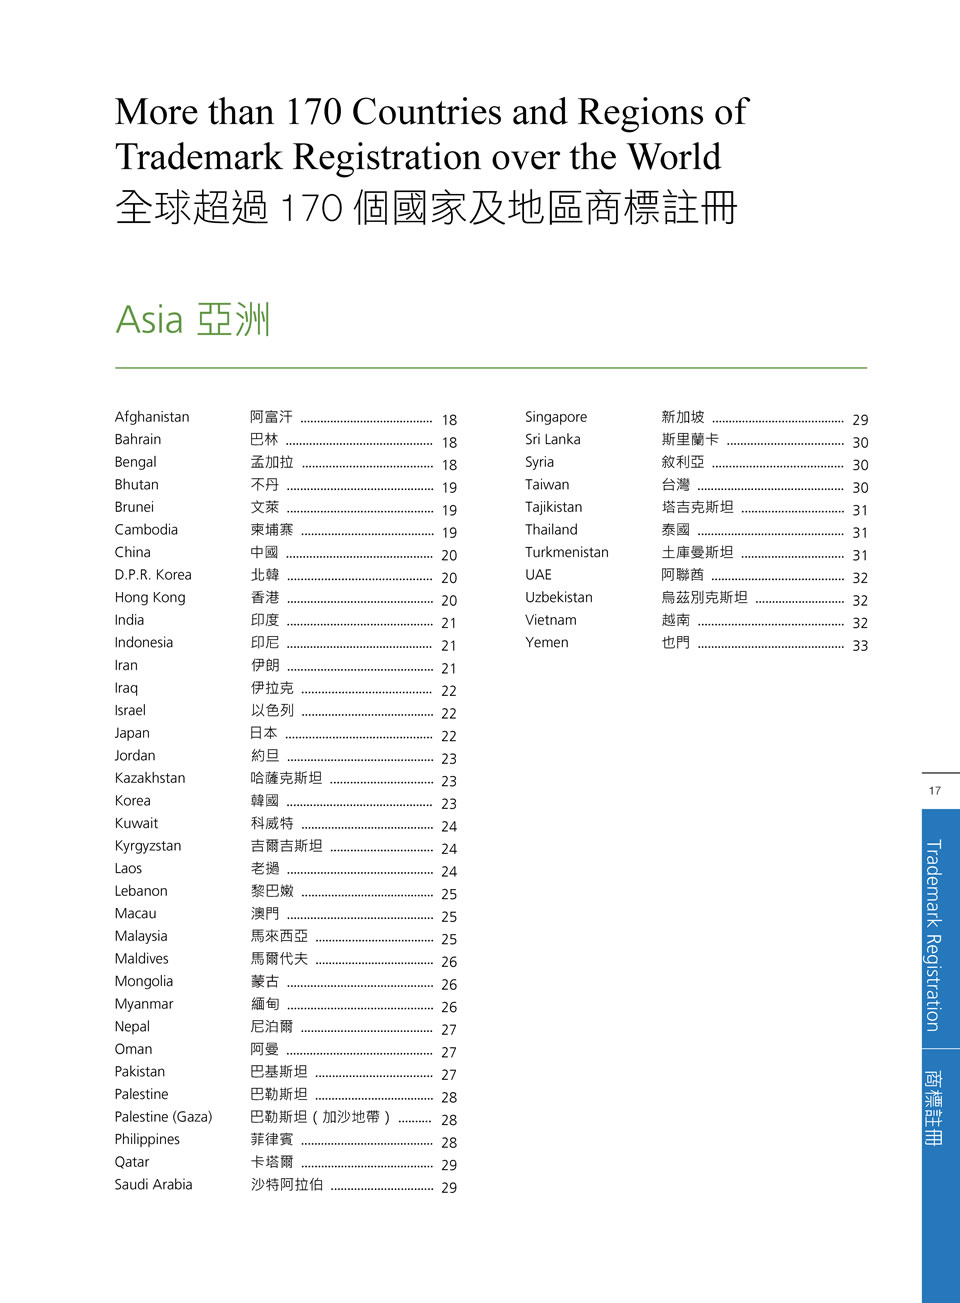 More than 170 Countries and Regions of
Trademark Registration over the World
全球超過 170 個國家及地區商標註冊
Asia 亞洲
Afghanistan 阿富汗 ................................ 18
Bahrain 巴林 .................................... 18
Bengal 孟加拉 ................................ 18
Bhutan 不丹 .................................... 19
Brunei 文萊 .................................... 19
Cambodia 柬埔寨 ................................ 19
China 中國 .................................... 20
D.P.R. Korea 北韓 .................................... 20
Hong Kong 香港 .................................... 20
India 印度 .................................... 21
Indonesia 印尼 .................................... 21
Iran 伊朗 .................................... 21
Iraq 伊拉克 ................................ 22
Israel 以色列 ................................ 22
Japan 日本 .................................... 22
Jordan 約旦 .................................... 23
Kazakhstan 哈薩克斯坦 ......................... 23
Korea 韓國 .................................... 23
Kuwait 科威特 ................................ 24
Kyrgyzstan 吉爾吉斯坦 ......................... 24
Laos 老撾 .................................... 24
Lebanon 黎巴嫩 ................................ 25
Macau 澳門 .................................... 25
Malaysia 馬來西亞 ............................. 25
Maldives 馬爾代夫 ............................. 26
Mongolia 蒙古 .................................... 26
Myanmar 緬甸 .................................... 26
Nepal 尼泊爾 ................................ 27
Oman 阿曼 .................................... 27
Pakistan 巴基斯坦 ............................. 27
Palestine 巴勒斯坦 ............................. 28
Palestine (Gaza) 巴勒斯坦（加沙地帶） .......... 28
Philippines 菲律賓 ................................ 28
Qatar 卡塔爾 ................................ 29
Saudi Arabia 沙特阿拉伯 ......................... 29
Singapore 新加坡 ................................ 29
Sri Lanka 斯里蘭卡 ............................. 30
Syria 敘利亞 ................................ 30
Taiwan 台灣 .................................... 30
Tajikistan 塔吉克斯坦 ......................... 31
Thailand 泰國 .................................... 31
Turkmenistan 土庫曼斯坦 ......................... 31
UAE 阿聯酋 ................................ 32
Uzbekistan 烏茲別克斯坦 ...................... 32
Vietnam 越南 .................................... 32
Yemen 也門 .................................... 33
17
Trademark Registration
商標註冊